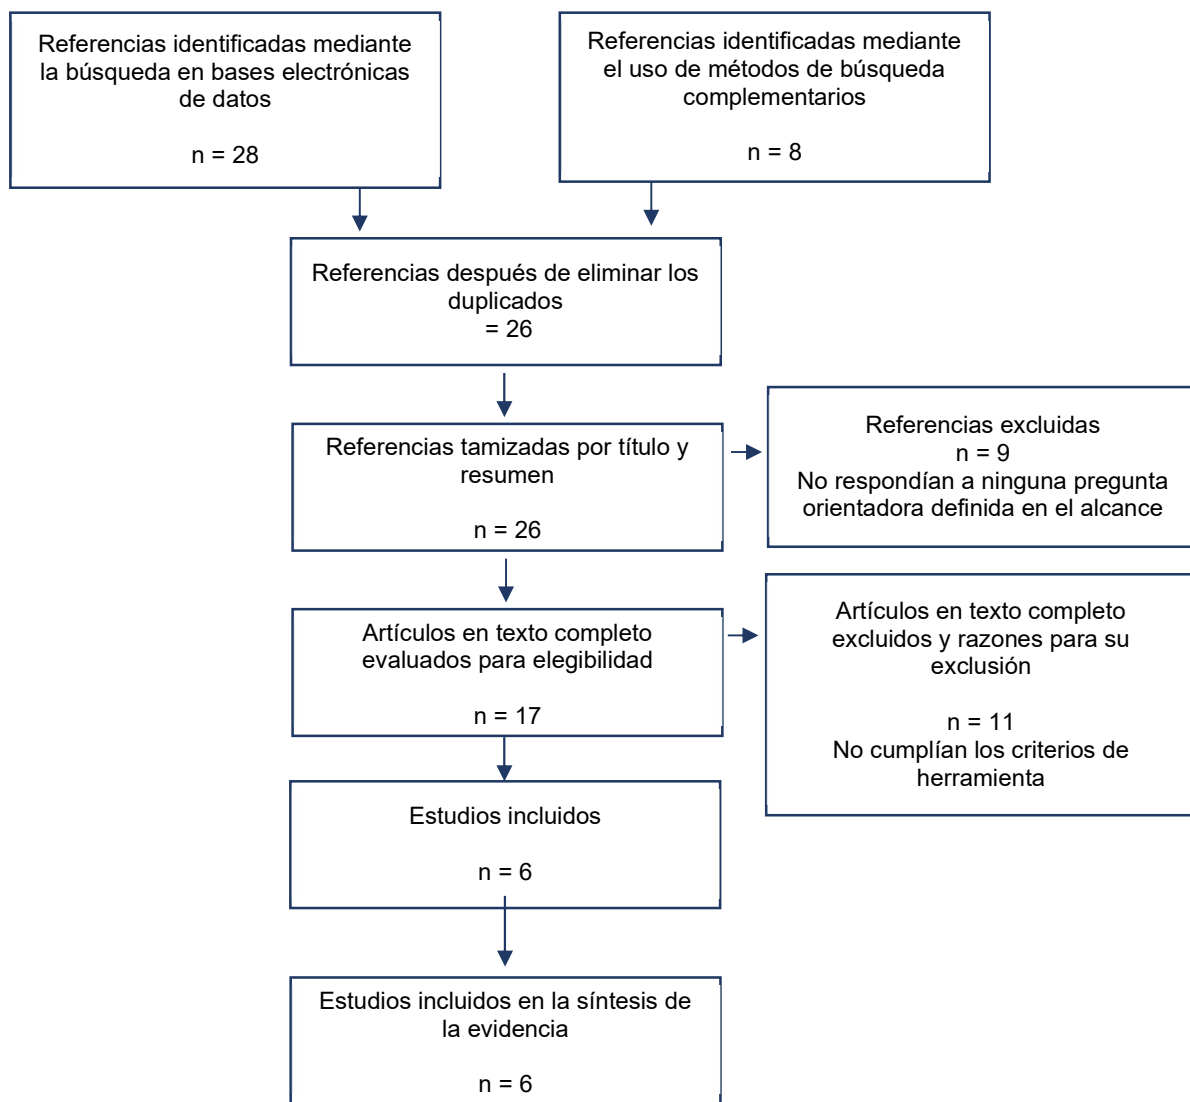 Referencias identificadas mediante
la búsqueda en bases electrónicas
de datos
n = 28
Referencias identificadas mediante
el uso de métodos de búsqueda
complementarios
n = 8
Referencias después de eliminar los
duplicados
= 26
Referencias tamizadas por título y
resumen
n = 26
Referencias excluidas
n = 9
No respondían a ninguna pregunta
orientadora definida en el alcance
Artículos en texto completo
evaluados para elegibilidad
n = 17
Artículos en texto completo
excluidos y razones para su
exclusión
n = 11
No cumplían los criterios de
herramienta
Estudios incluidos
n = 6
Estudios incluidos en la síntesis de
la evidencia
n = 6